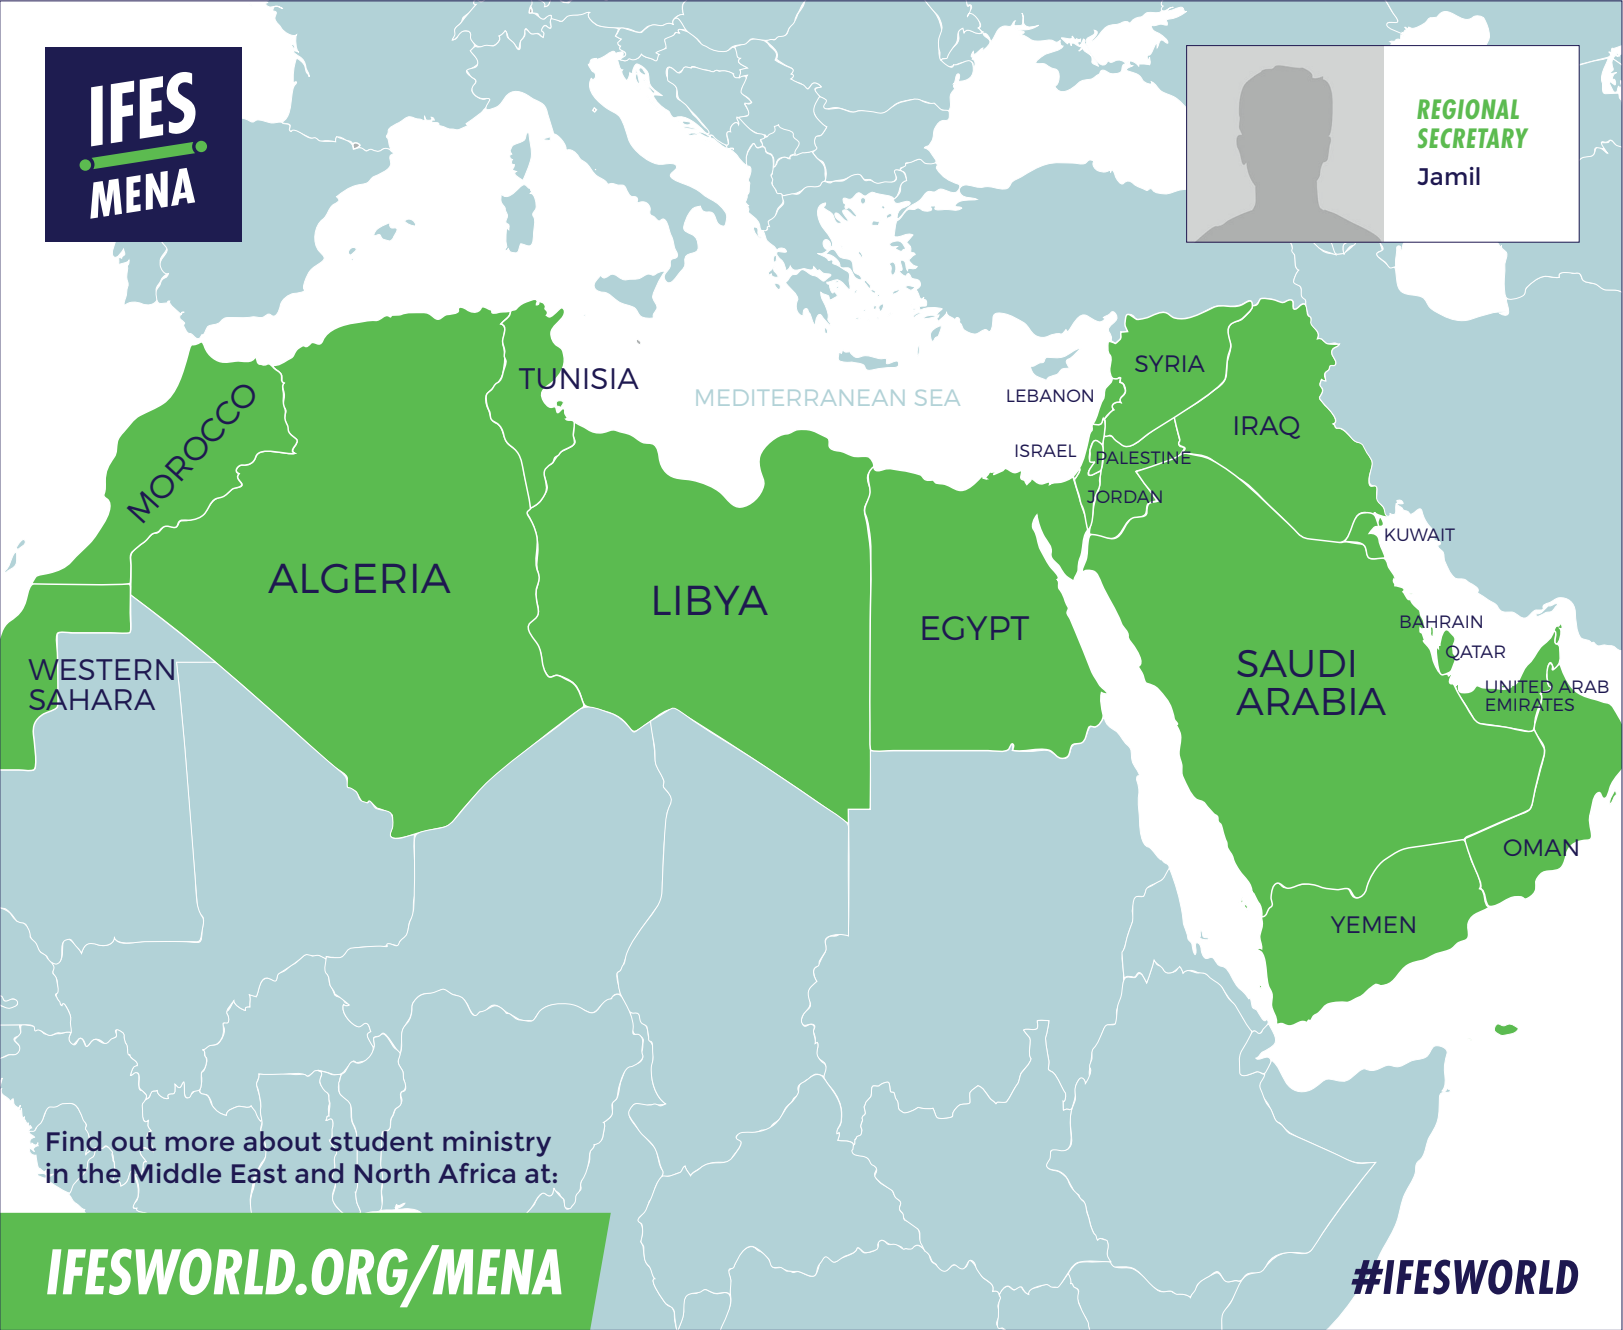 IFES
MENA
REGIONAL
SECRETARY
Jamil
TUNISIA
SYRIA
MEDITERRANEAN SEA
LEBANON
MOROCCO
IRAQ
ISRAEL
PALESTINE
JORDAN
KUWAIT
ALGERIA
LIBYA
EGYPT
BAHRAIN
QATAR
WESTERN
SAHARA
SAUDI
ARABIA
UNITED ARAB
EMIRATES
OMAN
YEMEN
Find out more about student ministry
in the Middle East and North Africa at:
IFESWORLD.ORG/MENA
#IFESWORLD